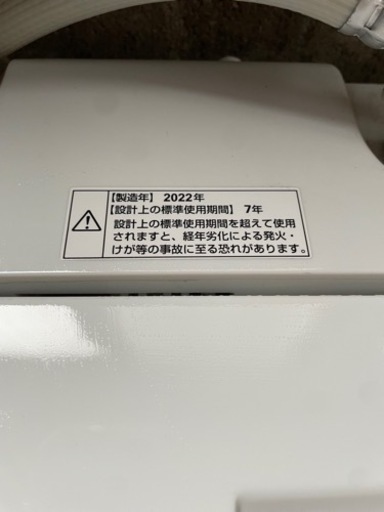 【製造年】 2022年
【設計上の標準使用期間】 7年
設計上の標準使用期間を超えて使用
されますと、経年劣化による発火・
けが等の事故に至る恐れがあります。